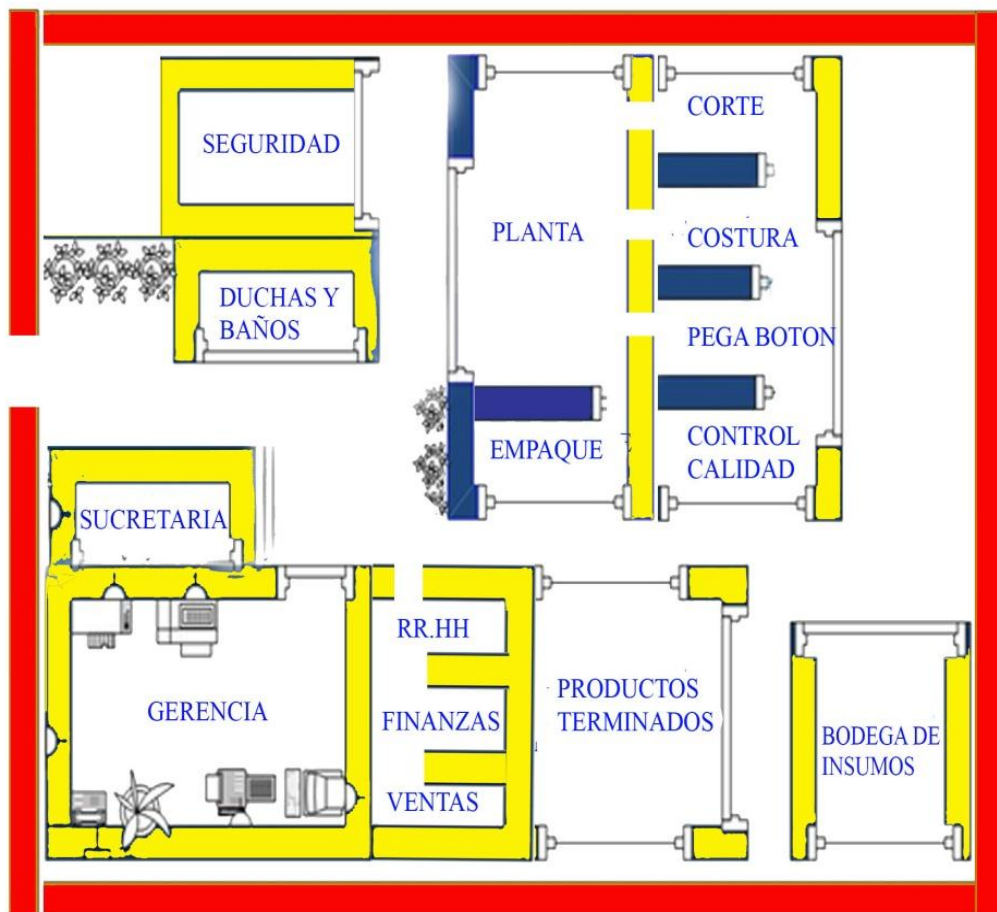 SEGURIDAD
CORTE
PLANTA
COSTURA
DUCHAS Y
BAÑOS
PEGA BOTON
EMPAQUE
CONTROL
CALIDAD
SUCRETARIA
RR.HH
GERENCIA
FINANZAS
VENTAS
PRODUCTOS
TERMINADOS
BODEGA DE
INSUMOS